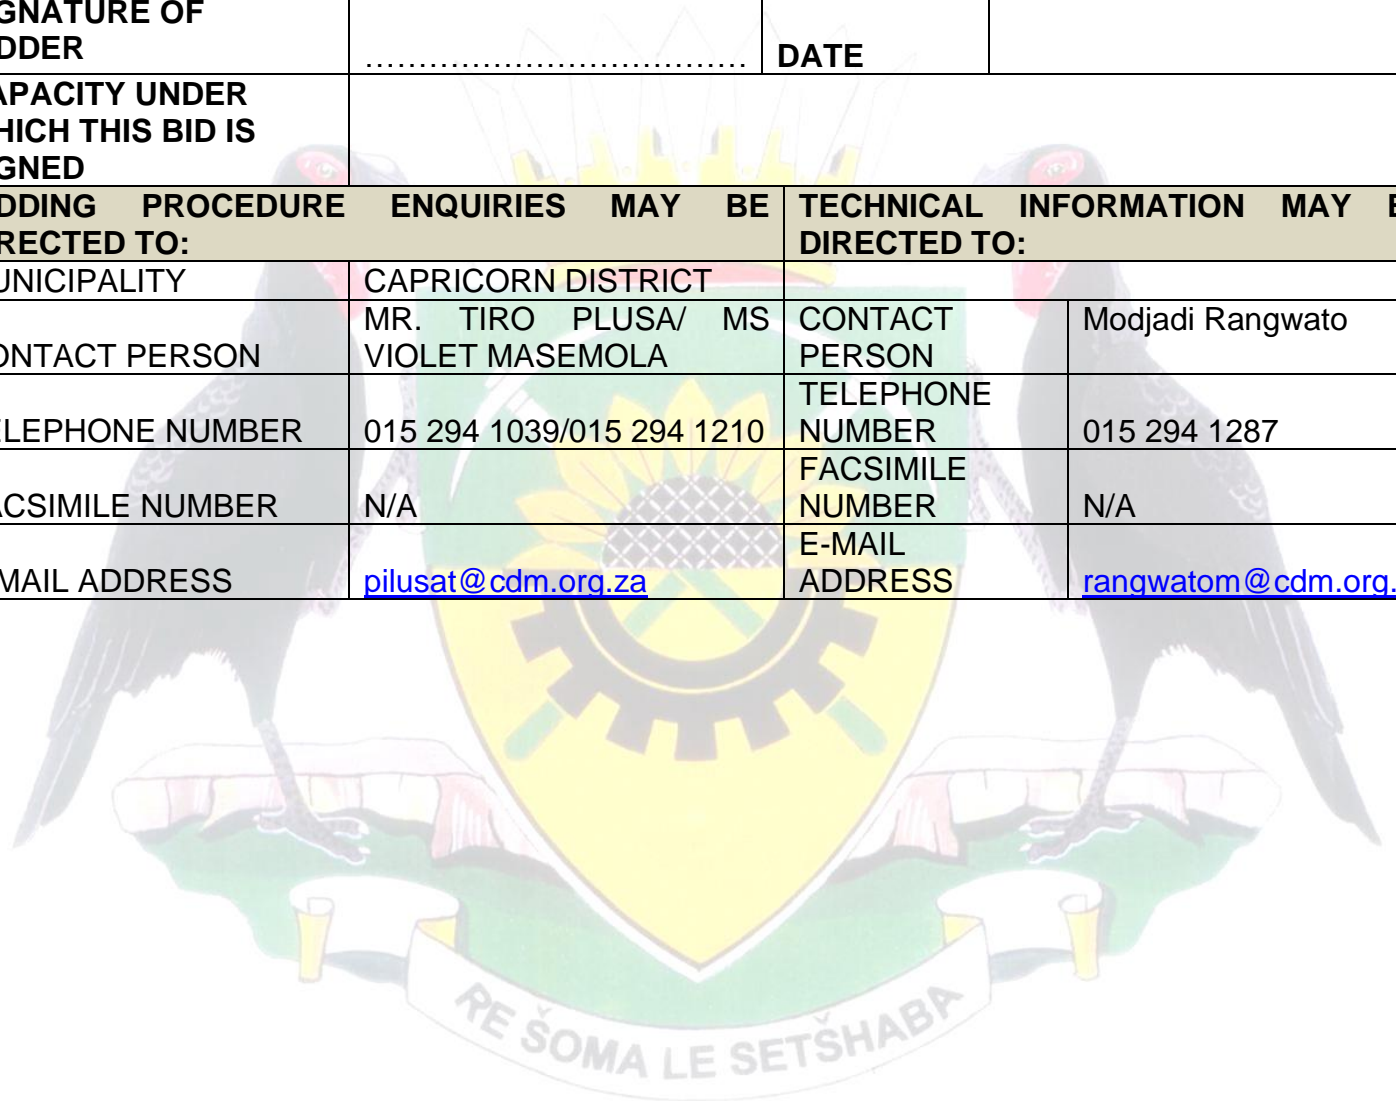 GNATURE OF
DDER
……………………………… DATE
APACITY UNDER
HICH THIS BID IS
GNED
DDING PROCEDURE ENQUIRIES MAY BE
RECTED TO:
TECHNICAL INFORMATION MAY
DIRECTED TO:
UNICIPALITY CAPRICORN DISTRICT
ONTACT PERSON
MR. TIRO PLUSA/ MS
VIOLET MASEMOLA
CONTACT
PERSON
Modjadi Rangwato
ELEPHONE NUMBER 015 294 1039/015 294 1210
TELEPHONE
NUMBER
015 294 1287
ACSIMILE NUMBER N/A
FACSIMILE
NUMBER
N/A
MAIL ADDRESS pilusat@cdm.org.za
E-MAIL
ADDRESS
rangwatom@cdm.org.
RE ŠOMA LE SETŠHABA